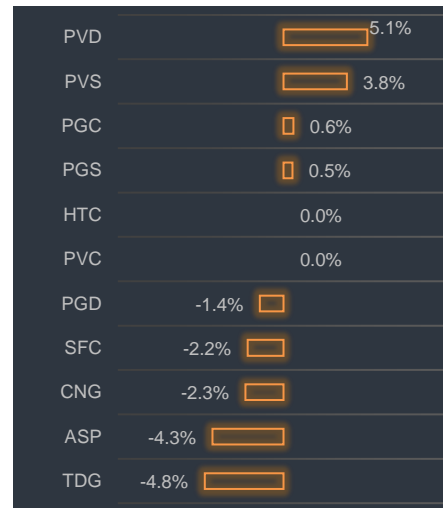 PVD 5.1%
PVS 3.8%
PGC 0.6%
PGS 0.5%
HTC 0.0%
PVC 0.0%
PGD -1.4%
SFC -2.2%
CNG -2.3%
ASP -4.3%
TDG -4.8%